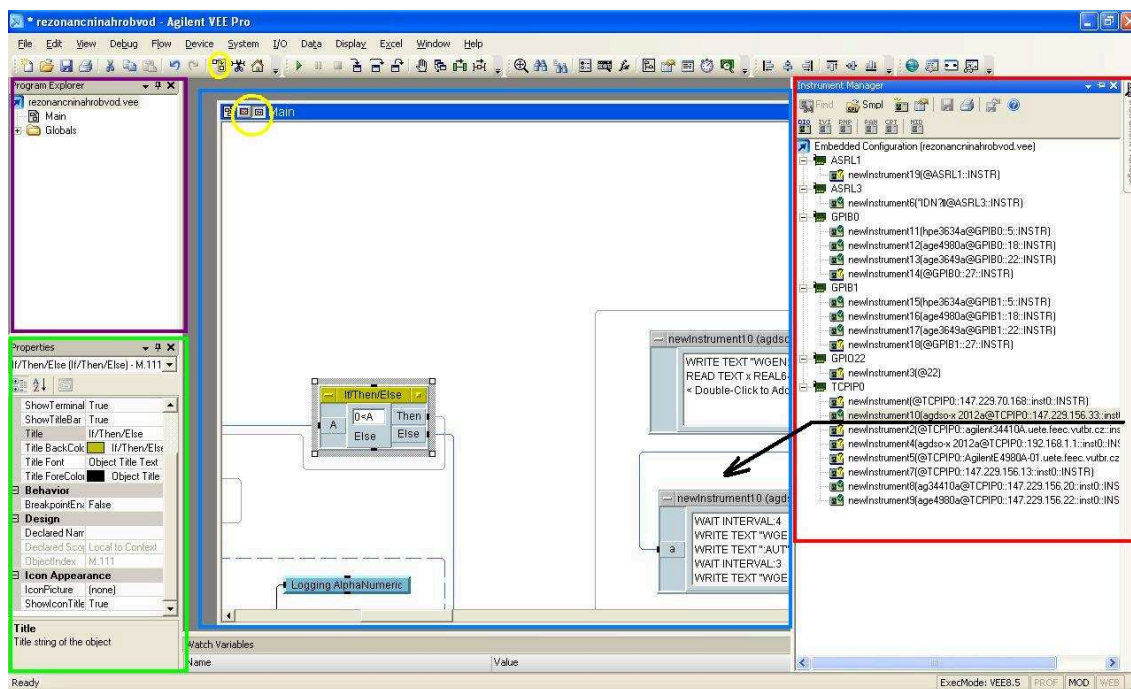 * rezonancninahrobvod - Agilent VEE Pro
File Edit View Debug Flow Device System I/O Data Display Excel Window Help
Program Explorer
rezonancninahrobvod.vee
Main
Globals
Properties
If/Then/Else (If/Then/Else) - M.111
ShowTerminal True
ShowTitleBar True
Title If/Then/Else
Title BackCol If/Then/Else
Title Font Object Title Text
Title ForeColo Object Title
Behavior
BreakpointEn False
Design
Declared Nam
Declared Scop Local to Context
ObjectIndex M.111
Icon Appearance
IconPicture (none)
ShowIconTitle True
Title
Title string of the object
Main
If/Then/Else
A 0<A Then
Else Else
Logging AlphaNumeric
newInstrument10 (agdso
WRITE TEXT "WGEN:
READ TEXT x REAL64
< Double-Click to Add
newInstrument10 (agds
a
WAIT INTERVAL:4
WRITE TEXT "WGE
WRITE TEXT ":AUT"
WAIT INTERVAL:3
WRITE TEXT "WGE
Watch Variables
Name Value
Instrument Manager
Find Smpl
DIO IVI PNP PAN CPI NID
Embedded Configuration (rezonancninahrobvod.vee)
ASRL1
newInstrument19(@ASRL1::INSTR)
ASRL3
newInstrument6("IDN?\\@ASRL3::INSTR)
GPIB0
newInstrument11(hpe3634a@GPIB0::5::INSTR)
newInstrument12(age4980a@GPIB0::18::INSTR)
newInstrument13(age3649a@GPIB0::22::INSTR)
newInstrument14(@GPIB0::27::INSTR)
GPIB1
newInstrument15(hpe3634a@GPIB1::5::INSTR)
newInstrument16(age4980a@GPIB1::18::INSTR)
newInstrument17(age3649a@GPIB1::22::INSTR)
newInstrument18(@GPIB1::27::INSTR)
GPIO22
newInstrument3(@22)
TCPIP0
newInstrument(@TCPIP0::147.229.70.168::inst0::INSTR)
newInstrument10(agdso-x 2012a@TCPIP0::147.229.156.33::inst
newInstrument2(@TCPIP0::agilent34410A.uete.feec.vutbr.cz::ins
newInstrument4(agdso-x 2012a@TCPIP0::192.168.1.1::inst0::INS
newInstrument5(@TCPIP0::AgilentE4980A-01.uete.feec.vutbr.cz
newInstrument7(@TCPIP0::147.229.156.13::inst0::INSTR)
newInstrument8(ag34410a@TCPIP0::147.229.156.20::inst0::INS
newInstrument9(age4980a@TCPIP0::147.229.156.22::inst0::INS
Ready ExecMode: VEE8.5 PROF MOD WEB